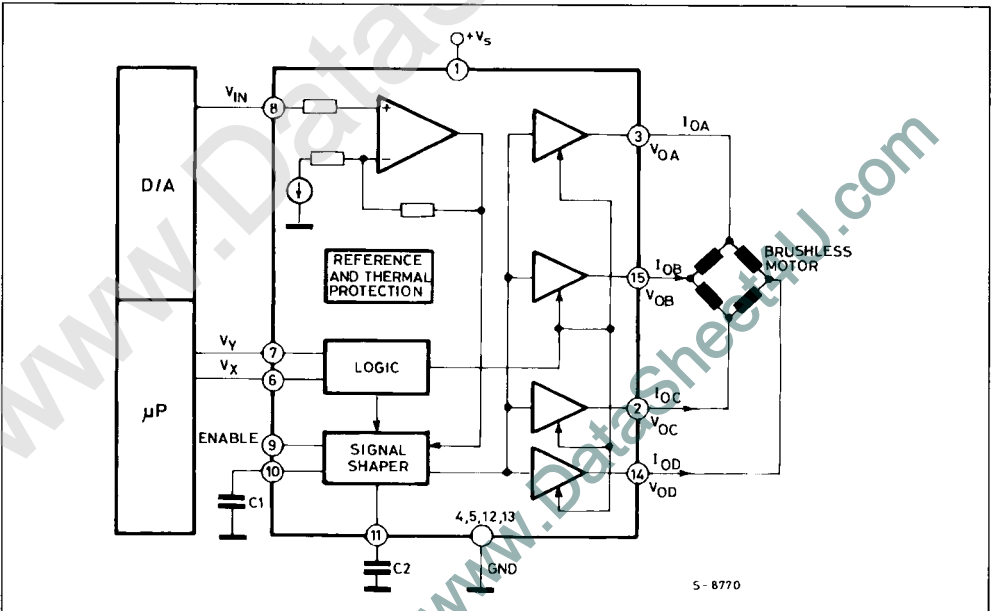 +Vs
1
VIN
8
+
−
D/A
REFERENCE
AND THERMAL
PROTECTION
3
IOA
VOA
15
IOB
VOB
BRUSHLESS
MOTOR
VY
7
VX
6
LOGIC
μP
ENABLE
9
10
SIGNAL
SHAPER
2
IOC
VOC
14
IOD
VOD
C1
11
C2
4,5,12,13
GND
S-8770
www.DataSheet4U.com
www.Data